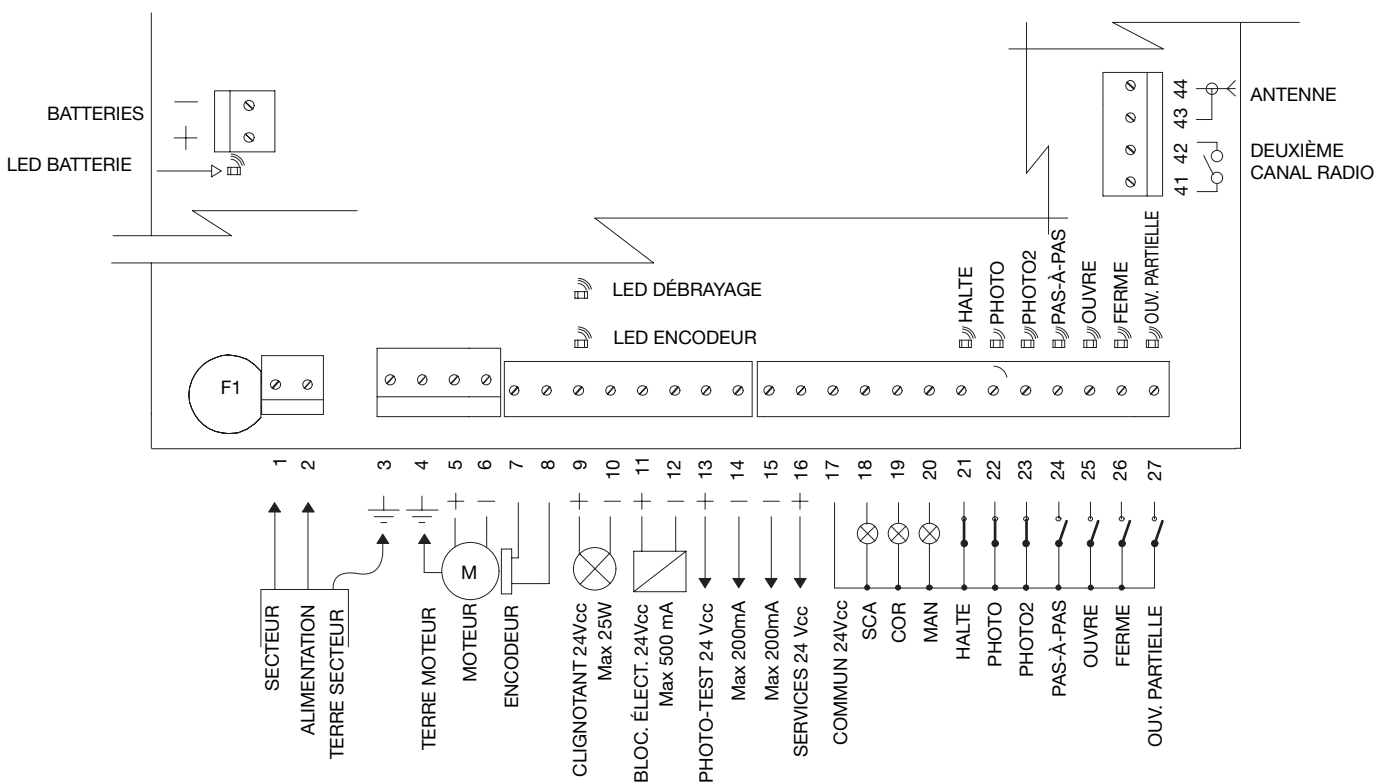 BATTERIES
−
+
LED BATTERIE
44
43
42
41
ANTENNE
DEUXIÈME
CANAL RADIO
LED DÉBRAYAGE
LED ENCODEUR
HALTE
PHOTO
PHOTO2
PAS-À-PAS
OUVRE
FERME
OUV. PARTIELLE
F1
1
2
3
4
5
6
7
8
9
10
11
12
13
14
15
16
17
18
19
20
21
22
23
24
25
26
27
+
−
+
−
+
−
+
−
−
+
M
SECTEUR
ALIMENTATION
TERRE SECTEUR
TERRE MOTEUR
MOTEUR
ENCODEUR
CLIGNOTANT 24Vcc
Max 25W
BLOC. ÉLECT. 24Vcc
Max 500 mA
PHOTO-TEST 24 Vcc
Max 200mA
Max 200mA
SERVICES 24 Vcc
COMMUN 24Vcc
SCA
COR
MAN
HALTE
PHOTO
PHOTO2
PAS-À-PAS
OUVRE
FERME
OUV. PARTIELLE